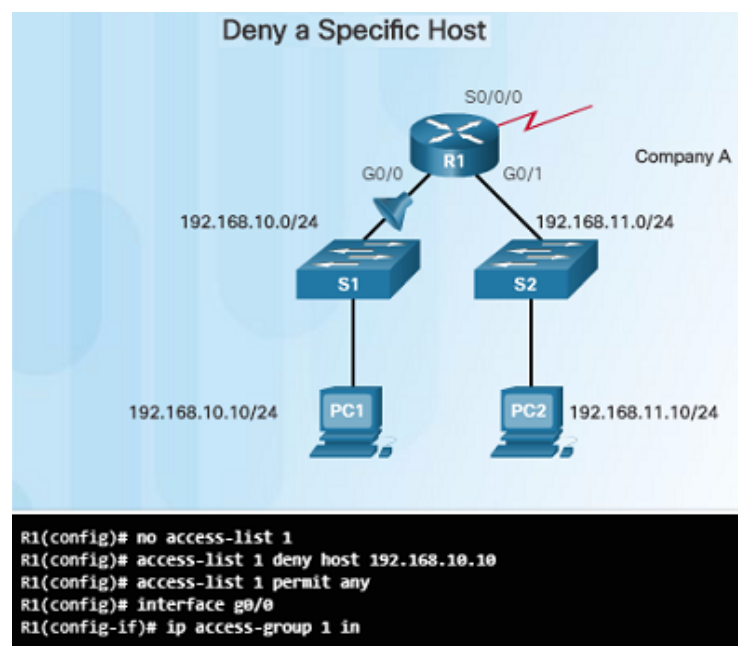 Deny a Specific Host
S0/0/0
R1
Company A
G0/0
G0/1
192.168.10.0/24
192.168.11.0/24
S1
S2
192.168.10.10/24
PC1
PC2
192.168.11.10/24
R1(config)# no access-list 1
R1(config)# access-list 1 deny host 192.168.10.10
R1(config)# access-list 1 permit any
R1(config)# interface g0/0
R1(config-if)# ip access-group 1 in